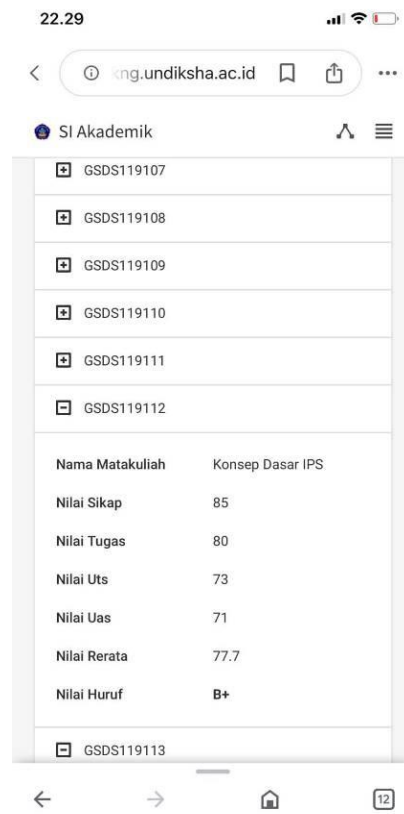 22.29
kng.undiksha.ac.id
SI Akademik
GSDS119107
GSDS119108
GSDS119109
GSDS119110
GSDS119111
GSDS119112
Nama Matakuliah Konsep Dasar IPS
Nilai Sikap 85
Nilai Tugas 80
Nilai Uts 73
Nilai Uas 71
Nilai Rerata 77.7
Nilai Huruf B+
GSDS119113
12